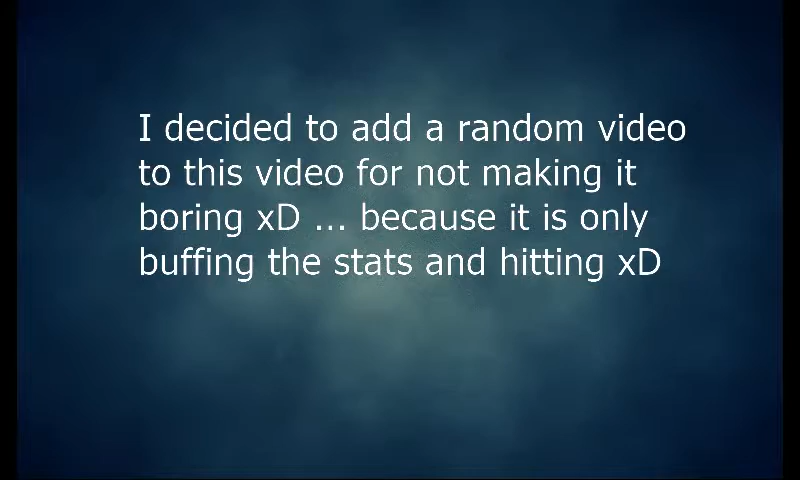 I decided to add a random video
to this video for not making it
boring xD ... because it is only
buffing the stats and hitting xD